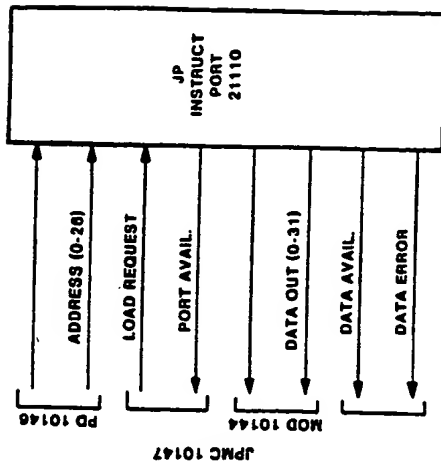 JP
INSTRUCT
PORT
21110
ADDRESS (0-26)
LOAD REQUEST
PORT AVAIL.
DATA OUT (0-31)
DATA AVAIL.
DATA ERROR
PD 10146
MOD 10144
JPMC 10147